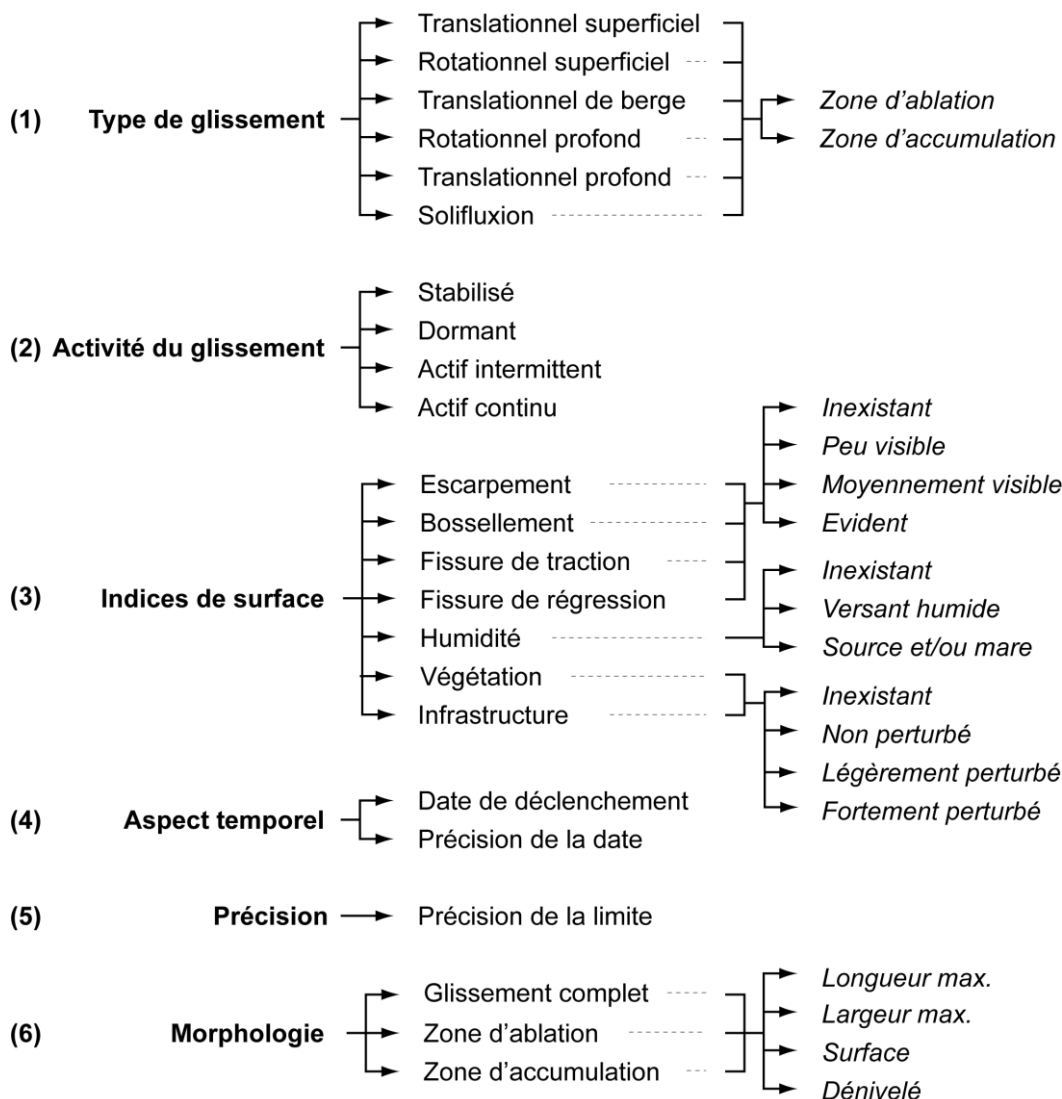 (1) Type de glissement
Translationnel superficiel
Rotationnel superficiel
Translationnel de berge
Rotationnel profond
Translationnel profond
Solifluxion
Zone d'ablation
Zone d'accumulation
(2) Activité du glissement
Stabilisé
Dormant
Actif intermittent
Actif continu
(3) Indices de surface
Escarpement
Bossellement
Fissure de traction
Fissure de régression
Humidité
Végétation
Infrastructure
Inexistant
Peu visible
Moyennement visible
Evident
Inexistant
Versant humide
Source et/ou mare
Inexistant
Non perturbé
Légèrement perturbé
Fortement perturbé
(4) Aspect temporel
Date de déclenchement
Précision de la date
(5) Précision
Précision de la limite
(6) Morphologie
Glissement complet
Zone d'ablation
Zone d'accumulation
Longueur max.
Largeur max.
Surface
Dénivelé